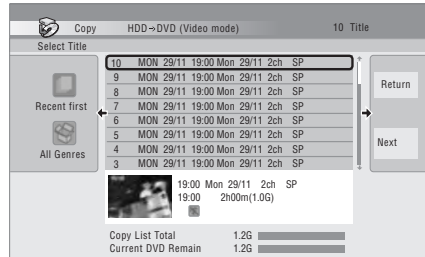 Copy HDD→DVD (Video mode) 10 Title
Select Title
10 MON 29/11 19:00 Mon 29/11 2ch SP
9 MON 29/11 19:00 Mon 29/11 2ch SP
8 MON 29/11 19:00 Mon 29/11 2ch SP
7 MON 29/11 19:00 Mon 29/11 2ch SP
6 MON 29/11 19:00 Mon 29/11 2ch SP
5 MON 29/11 19:00 Mon 29/11 2ch SP
4 MON 29/11 19:00 Mon 29/11 2ch SP
3 MON 29/11 19:00 Mon 29/11 2ch SP
Recent first
All Genres
Return
Next
19:00 Mon 29/11 2ch SP
19:00 2h00m(1.0G)
Copy List Total 1.2G
Current DVD Remain 1.2G